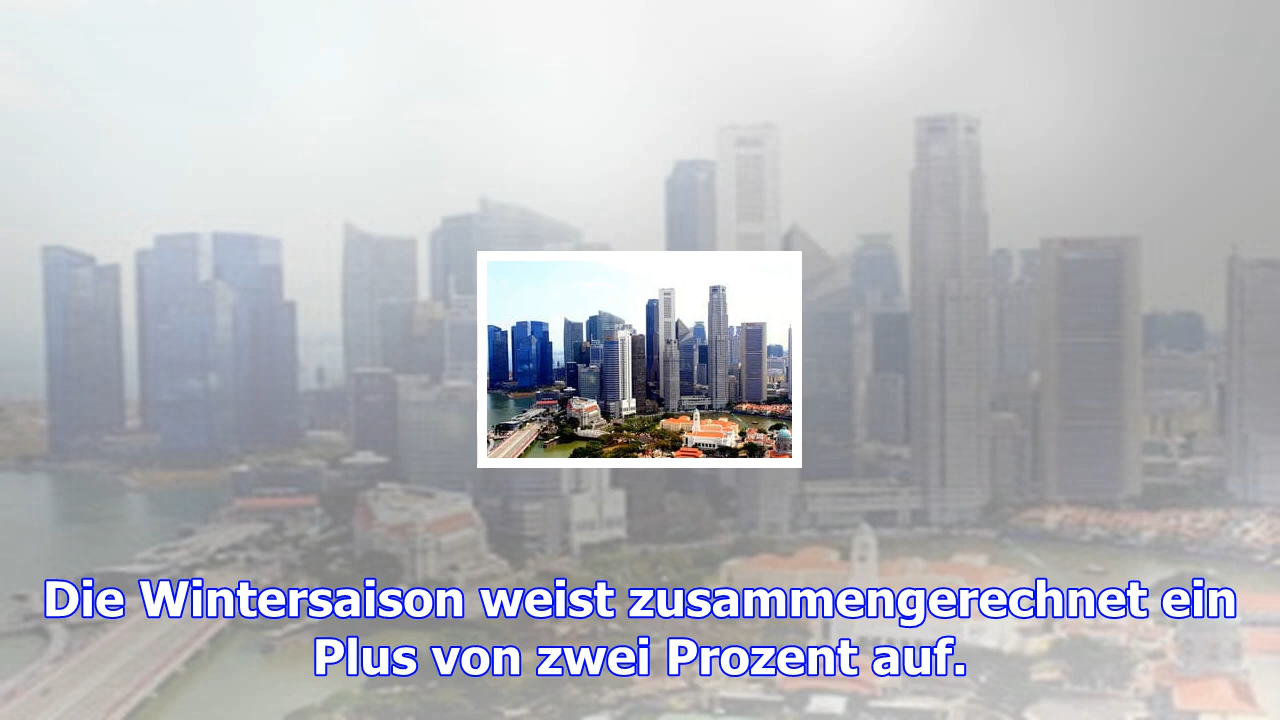 Die Wintersaison weist zusammengerechnet ein
Plus von zwei Prozent auf.